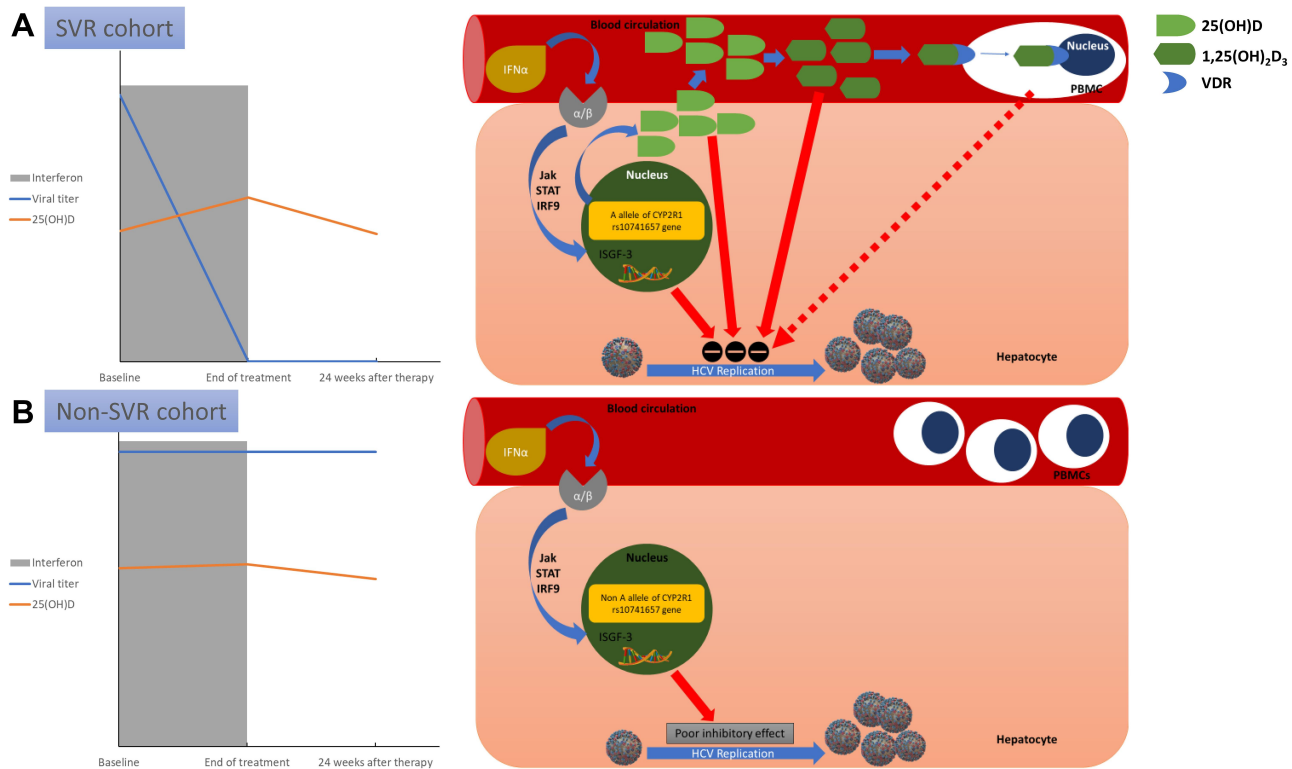 A
SVR cohort
Interferon
Viral titer
25(OH)D
Baseline
End of treatment
24 weeks after therapy
Blood circulation
IFNα
α/β
Jak
STAT
IRF9
Nucleus
A allele of CYP2R1
rs10741657 gene
ISGF-3
Nucleus
PBMC
HCV Replication
Hepatocyte
25(OH)D
1,25(OH)₂D₃
VDR
B
Non-SVR cohort
Interferon
Viral titer
25(OH)D
Baseline
End of treatment
24 weeks after therapy
Blood circulation
IFNα
α/β
Jak
STAT
IRF9
Nucleus
Non A allele of CYP2R1
rs10741657 gene
ISGF-3
PBMCs
Poor inhibitory effect
HCV Replication
Hepatocyte